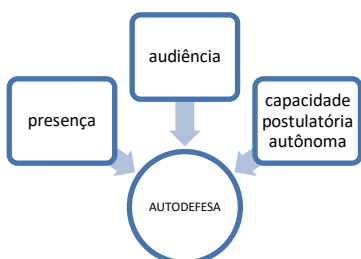 audiência
presença
capacidade
postulatória
autônoma
AUTODEFESA